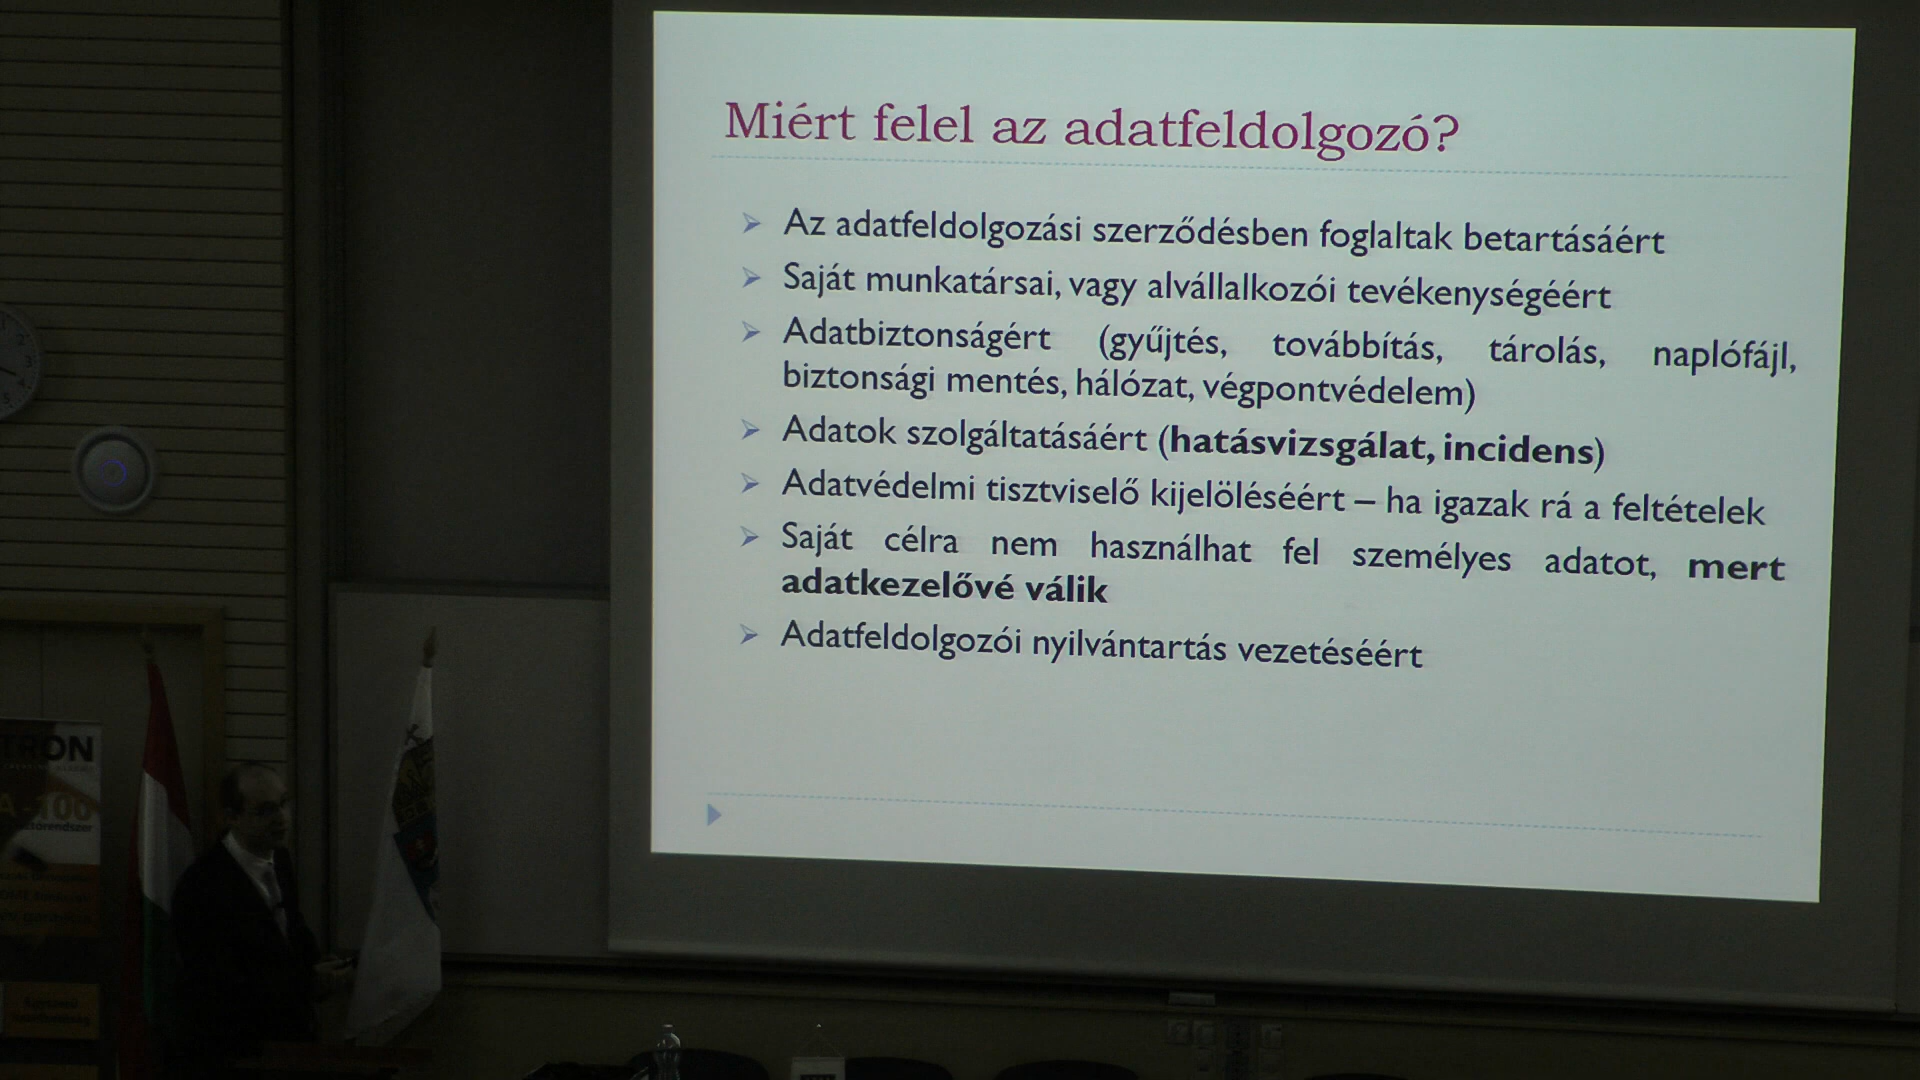 Miért felel az adatfeldolgozó?
Az adatfeldolgozási szerződésben foglaltak betartásáért
Saját munkatársai, vagy alvállalkozói tevékenységéért
Adatbiztonságért (gyűjtés, továbbítás, tárolás, naplófájl,
biztonsági mentés, hálózat, végpontvédelem)
Adatok szolgáltatásáért (hatásvizsgálat, incidens)
Adatvédelmi tisztviselő kijelöléséért – ha igazak rá a feltételek
Saját célra nem használhat fel személyes adatot, mert
adatkezelővé válik
Adatfeldolgozói nyilvántartás vezetéséért
TRON
A-100